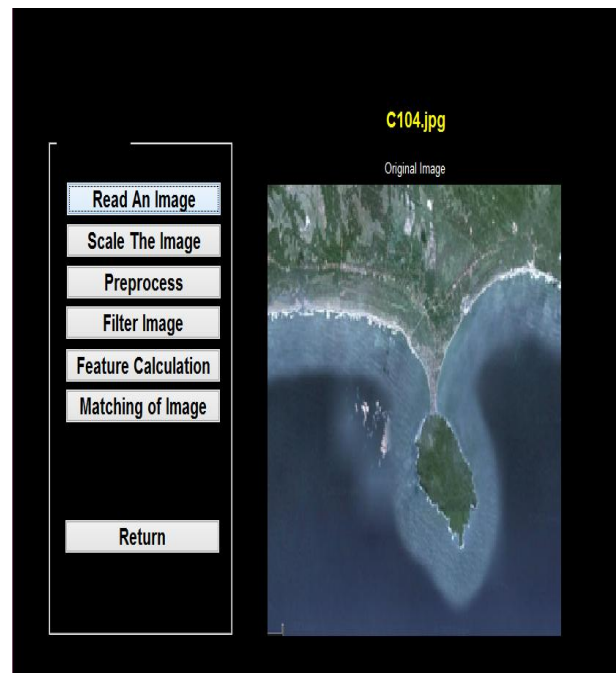 C104.jpg
Original Image
Read An Image
Scale The Image
Preprocess
Filter Image
Feature Calculation
Matching of Image
Return